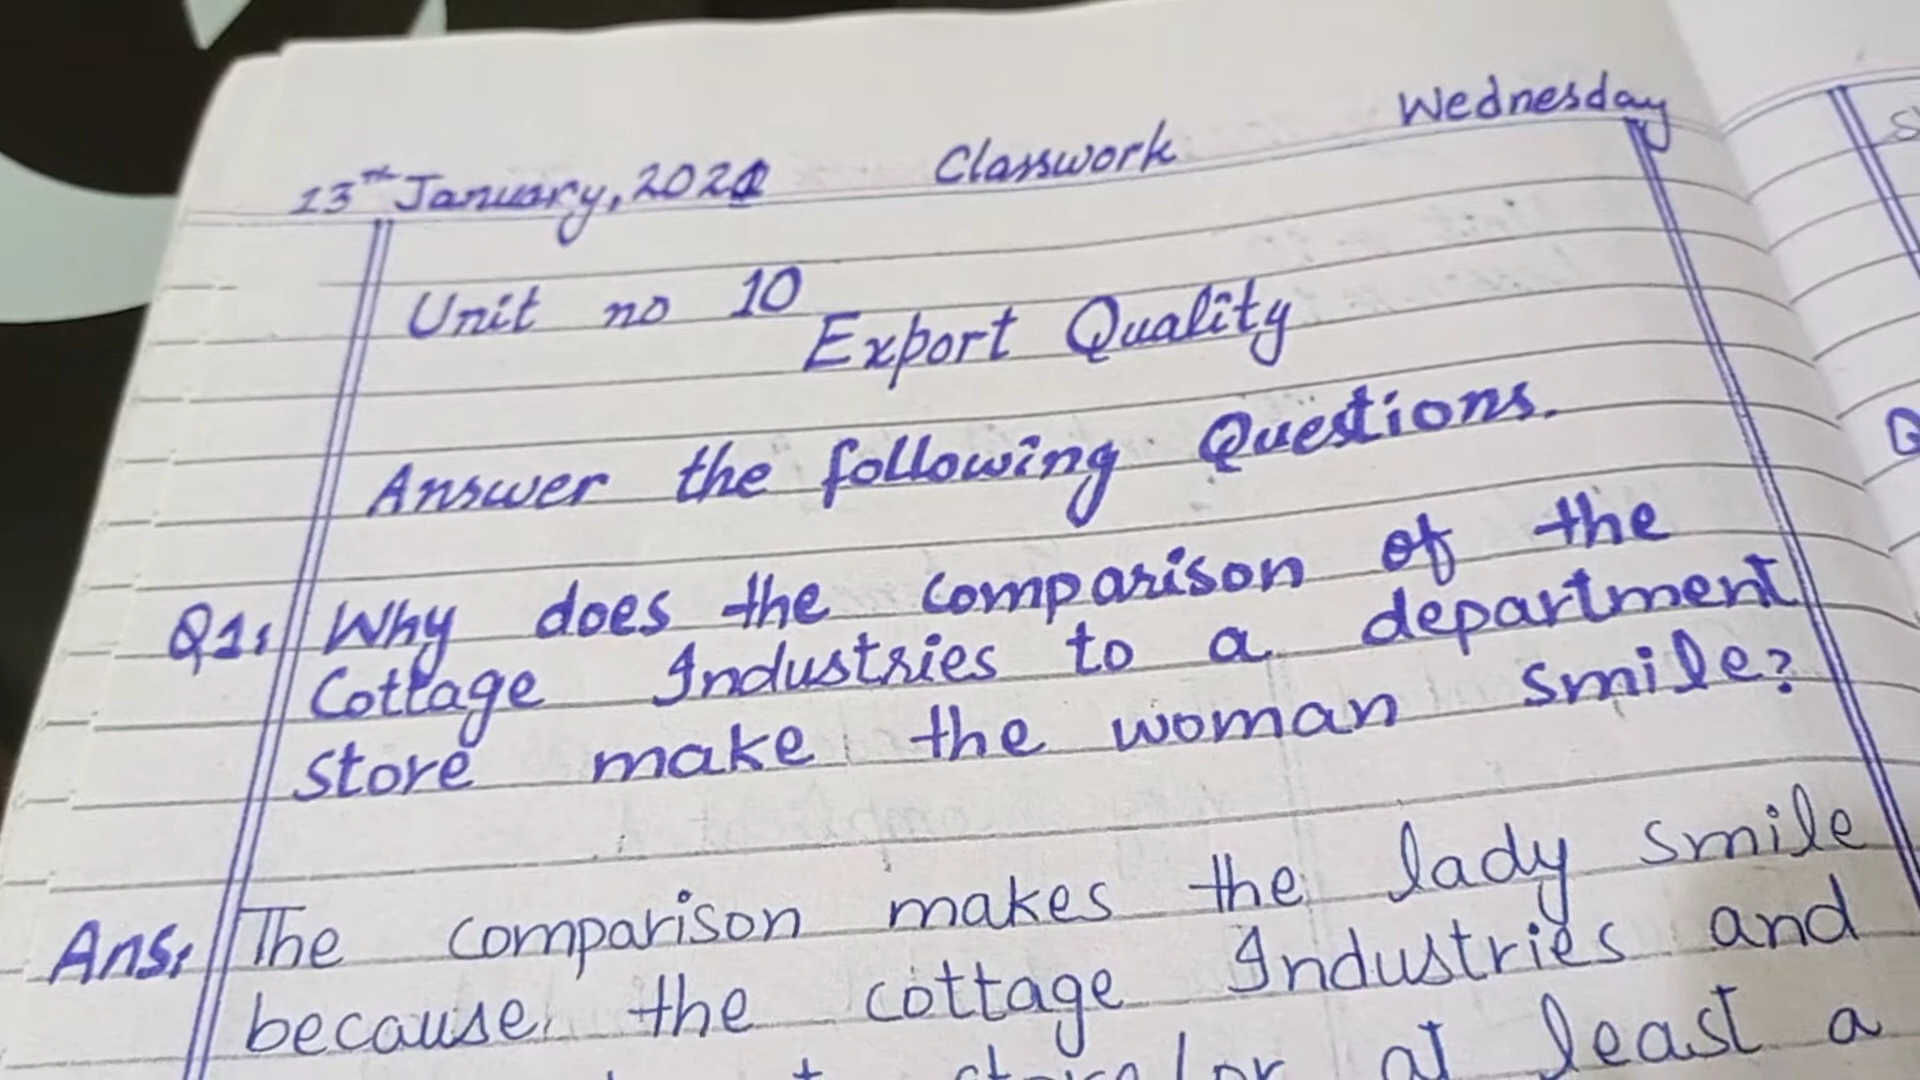 13th January, 2021 Classwork Wednesday
Unit no 10
Export Quality
Answer the following Questions.
Q1: Why does the comparison of the
Cottage Industries to a department
store make the woman smile?
Ans: The comparison makes the lady smile
because the cottage Industries and
at least a